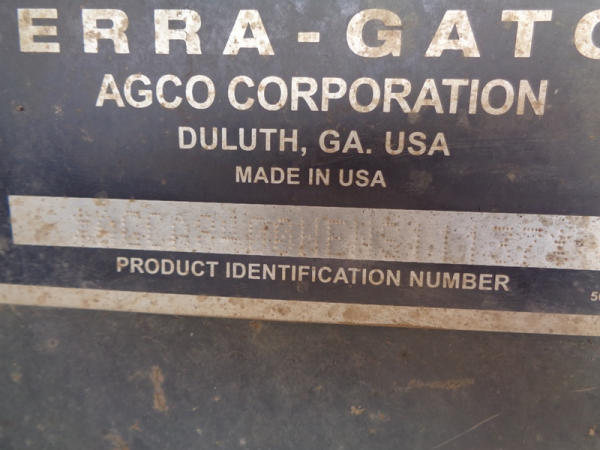 ERRA-GATO
AGCO CORPORATION
DULUTH, GA. USA
MADE IN USA
PRODUCT IDENTIFICATION NUMBER